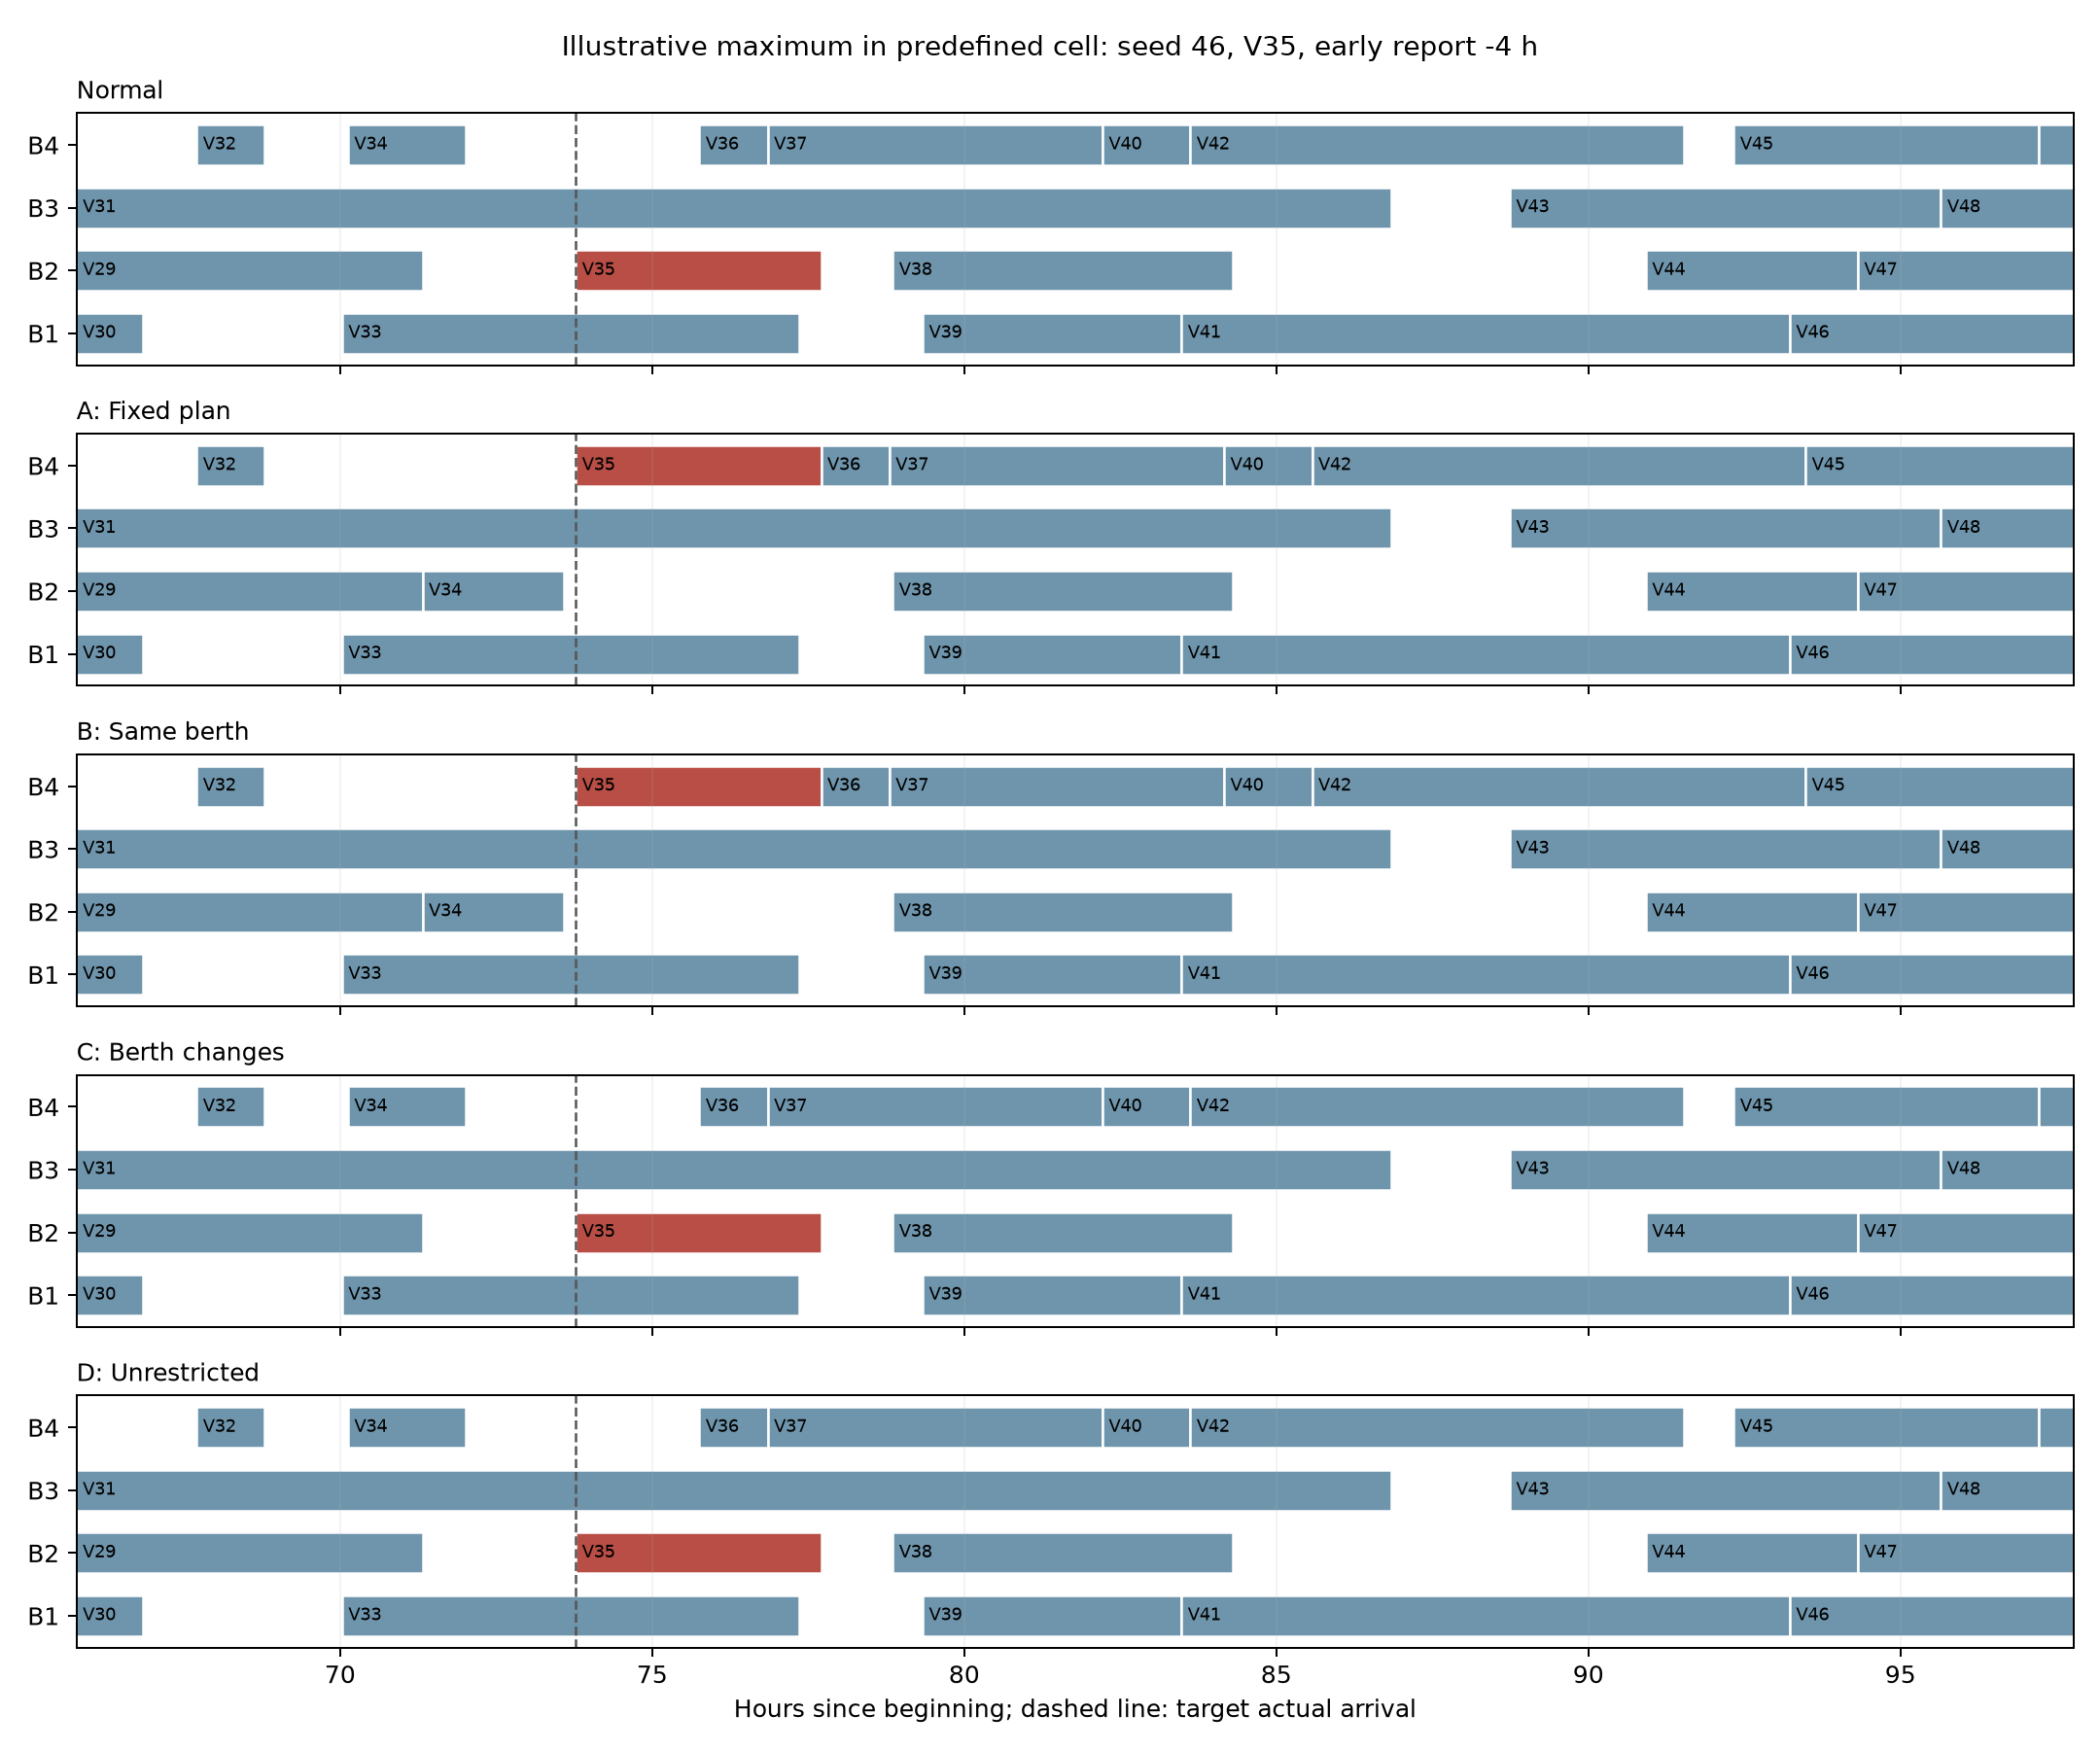 Illustrative maximum in predefined cell: seed 46, V35, early report -4 h
Normal
B4 V32 V34 V36 V37 V40 V42 V45
B3 V31 V43 V48
B2 V29 V35 V38 V44 V47
B1 V30 V33 V39 V41 V46
A: Fixed plan
B4 V32 V35 V36 V37 V40 V42 V45
B3 V31 V43 V48
B2 V29 V34 V38 V44 V47
B1 V30 V33 V39 V41 V46
B: Same berth
B4 V32 V35 V36 V37 V40 V42 V45
B3 V31 V43 V48
B2 V29 V34 V38 V44 V47
B1 V30 V33 V39 V41 V46
C: Berth changes
B4 V32 V34 V36 V37 V40 V42 V45
B3 V31 V43 V48
B2 V29 V35 V38 V44 V47
B1 V30 V33 V39 V41 V46
D: Unrestricted
B4 V32 V34 V36 V37 V40 V42 V45
B3 V31 V43 V48
B2 V29 V35 V38 V44 V47
B1 V30 V33 V39 V41 V46
70 75 80 85 90 95
Hours since beginning; dashed line: target actual arrival